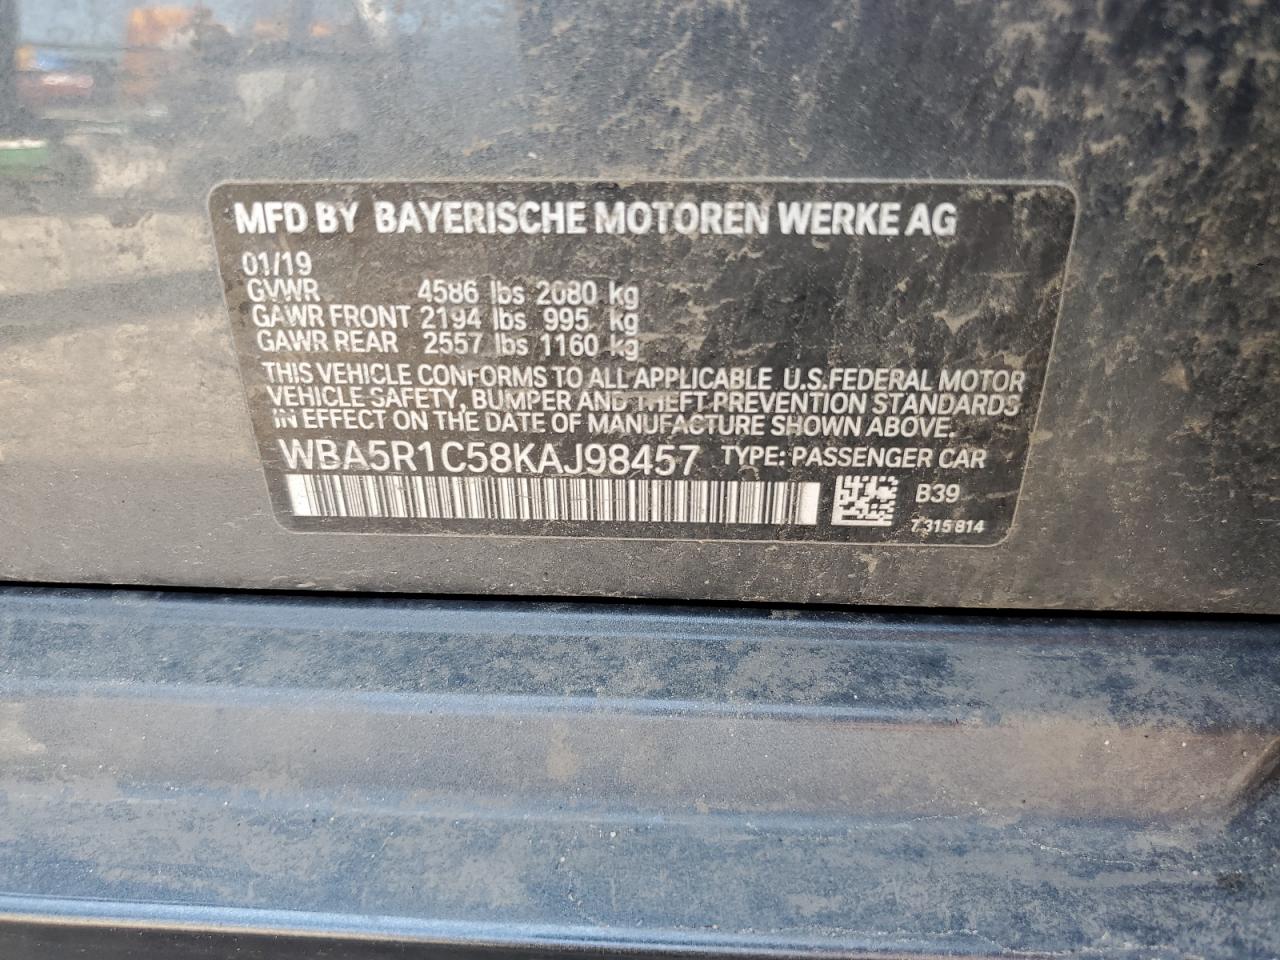 MFD BY BAYERISCHE MOTOREN WERKE AG
01/19
GVWR 4586 lbs 2080 kg
GAWR FRONT 2194 lbs 995 kg
GAWR REAR 2557 lbs 1160 kg
THIS VEHICLE CONFORMS TO ALL APPLICABLE U.S.FEDERAL MOTOR
VEHICLE SAFETY, BUMPER AND THEFT PREVENTION STANDARDS
IN EFFECT ON THE DATE OF MANUFACTURE SHOWN ABOVE.
WBA5R1C58KAJ98457 TYPE: PASSENGER CAR
B39
7 315 814